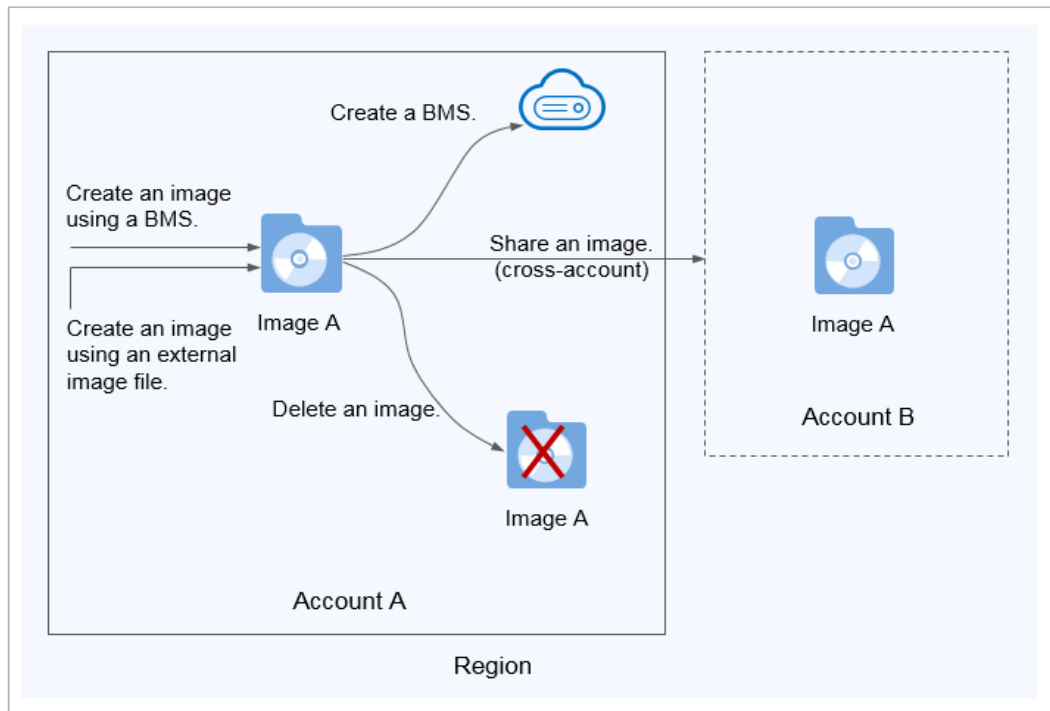 Create a BMS.
Create an image
using a BMS.
Share an image.
(cross-account)
Image A
Image A
Create an image
using an external
image file.
Delete an image.
Account B
Image A
Account A
Region